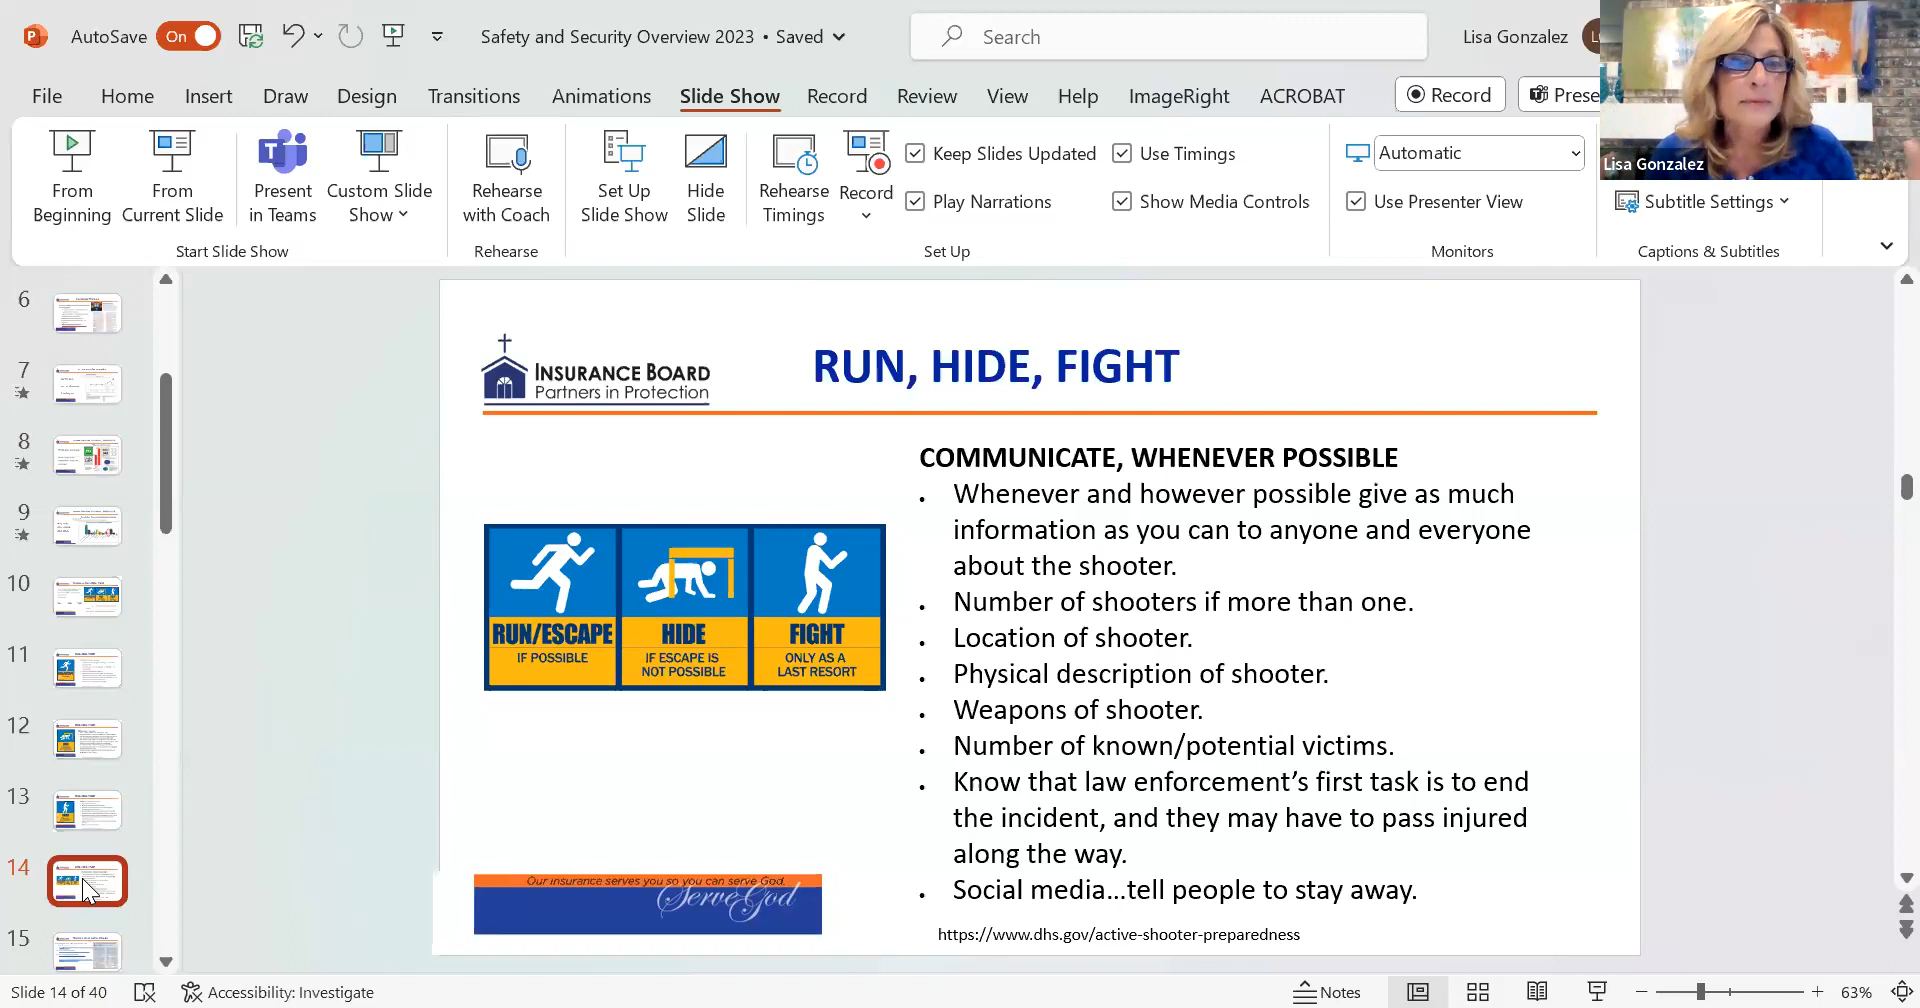 AutoSave On Safety and Security Overview 2023 • Saved Search Lisa Gonzalez
File Home Insert Draw Design Transitions Animations Slide Show Record Review View Help ImageRight ACROBAT Record Prese
Lisa Gonzalez
From Beginning
From Current Slide
Present in Teams
Custom Slide Show
Start Slide Show
Rehearse with Coach
Rehearse
Set Up Slide Show
Hide Slide
Rehearse Timings
Record
Keep Slides Updated
Play Narrations
Use Timings
Show Media Controls
Set Up
Automatic
Use Presenter View
Monitors
Subtitle Settings
Captions & Subtitles
6
7
8
9
10
11
12
13
14
15
INSURANCE BOARD
Partners in Protection
RUN, HIDE, FIGHT
RUN/ESCAPE
IF POSSIBLE
HIDE
IF ESCAPE IS
NOT POSSIBLE
FIGHT
ONLY AS A
LAST RESORT
COMMUNICATE, WHENEVER POSSIBLE
• Whenever and however possible give as much
information as you can to anyone and everyone
about the shooter.
• Number of shooters if more than one.
• Location of shooter.
• Physical description of shooter.
• Weapons of shooter.
• Number of known/potential victims.
• Know that law enforcement’s first task is to end
the incident, and they may have to pass injured
along the way.
• Social media…tell people to stay away.
Our insurance serves you so you can serve God.
ServeGod
https://www.dhs.gov/active-shooter-preparedness
Slide 14 of 40 Accessibility: Investigate Notes 63%